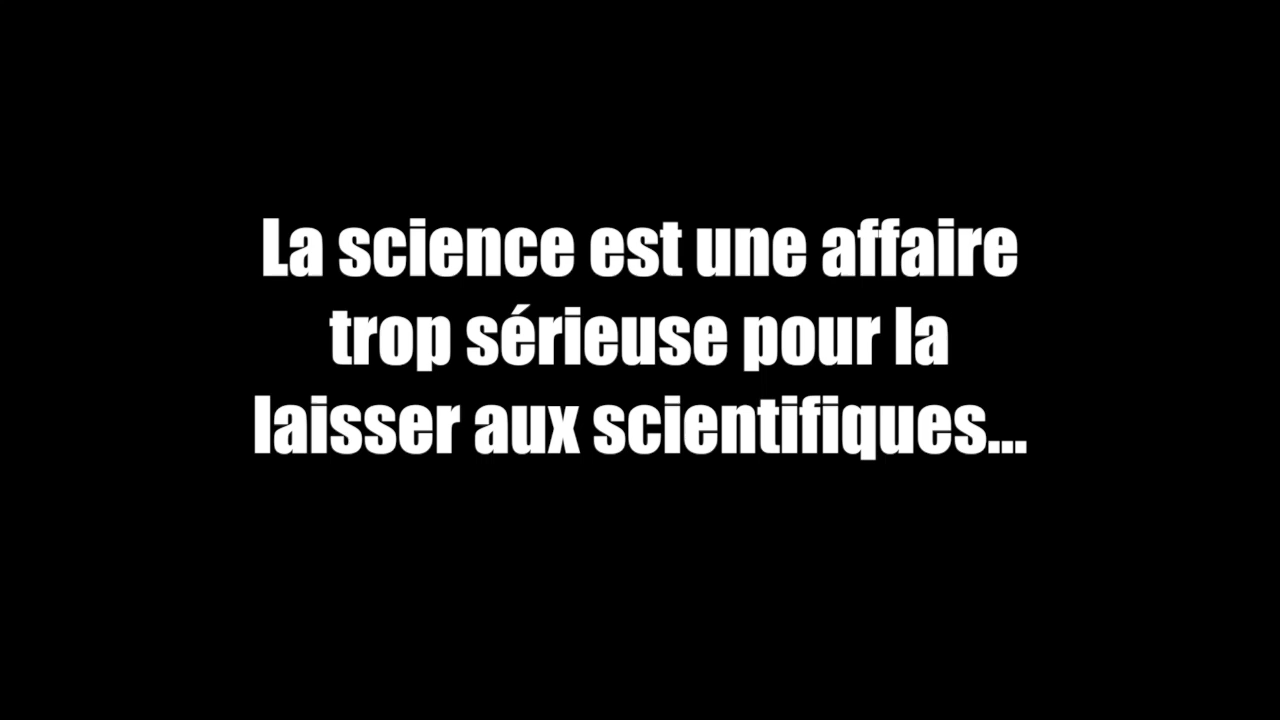 La science est une affaire
trop sérieuse pour la
laisser aux scientifiques...